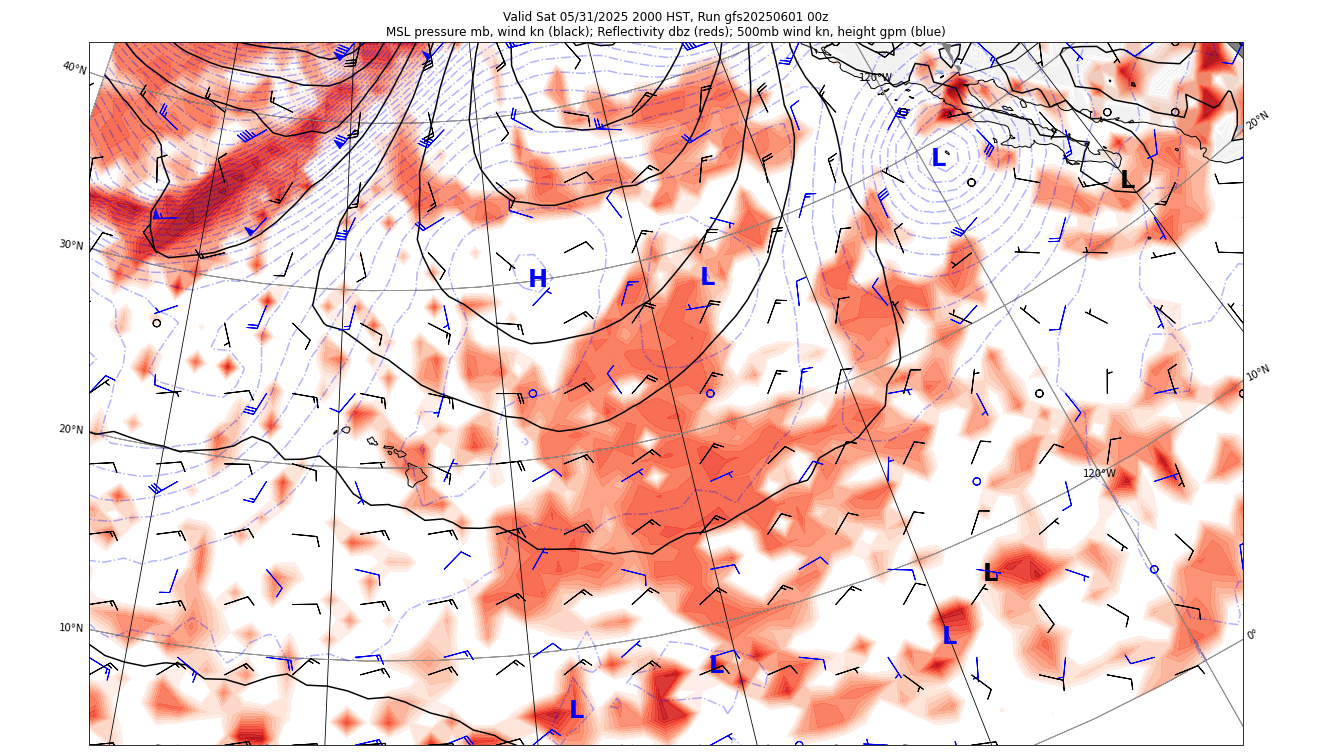 Valid Sat 05/31/2025 2000 HST, Run gfs20250601 00z
MSL pressure mb, wind kn (black); Reflectivity dbz (reds); 500mb wind kn, height gpm (blue)
40°N
120°W
20°N
L
L
30°N
H
L
10°N
20°N
120°W
L
10°N
L
0°
L
L